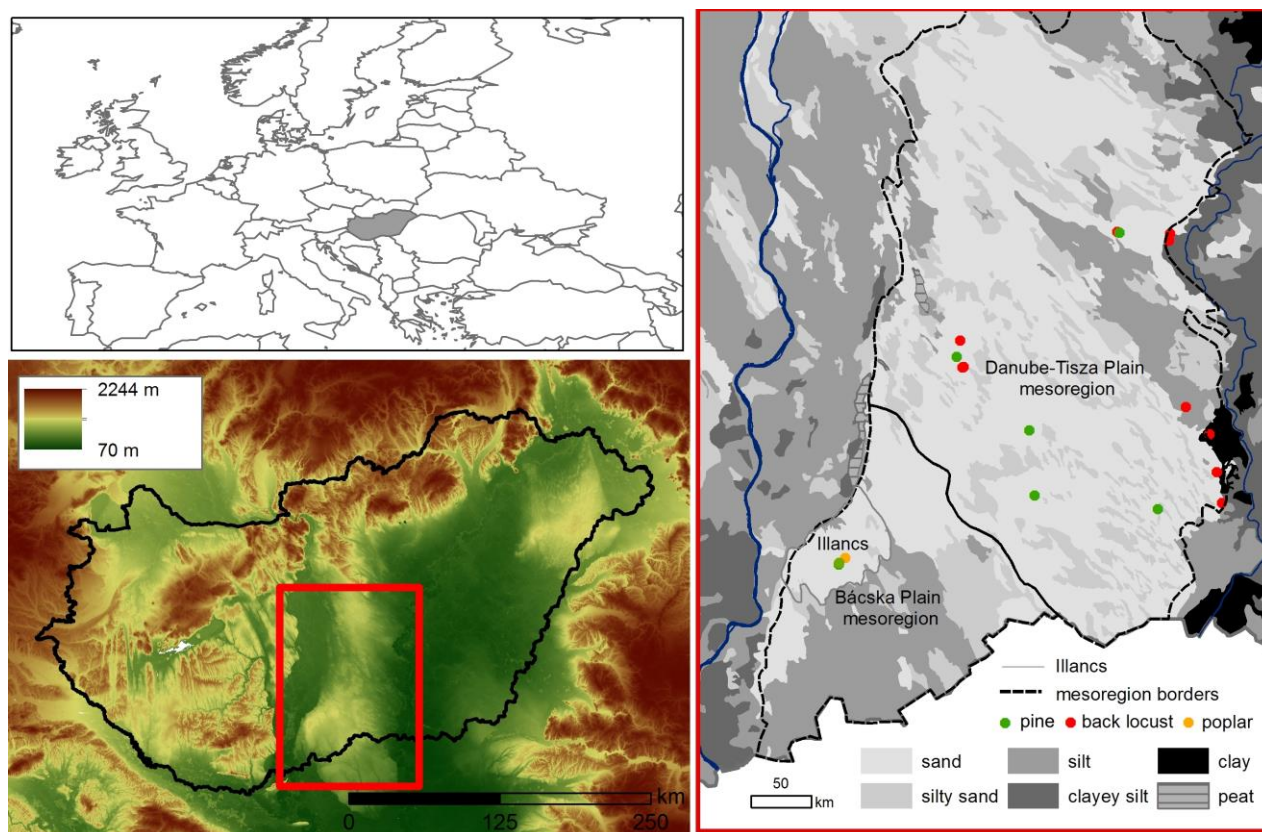 2244 m
70 m
km
0
125
250
Danube-Tisza Plain
mesoregion
Illancs
Bácska Plain
mesoregion
Illancs
mesoregion borders
pine
back locust
poplar
sand
silt
clay
silty sand
clayey silt
peat
50
km